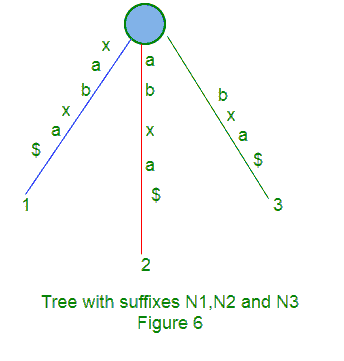 x a b x a $
1
a b x a $
2
b x a $
3
Tree with suffixes N1,N2 and N3
Figure 6